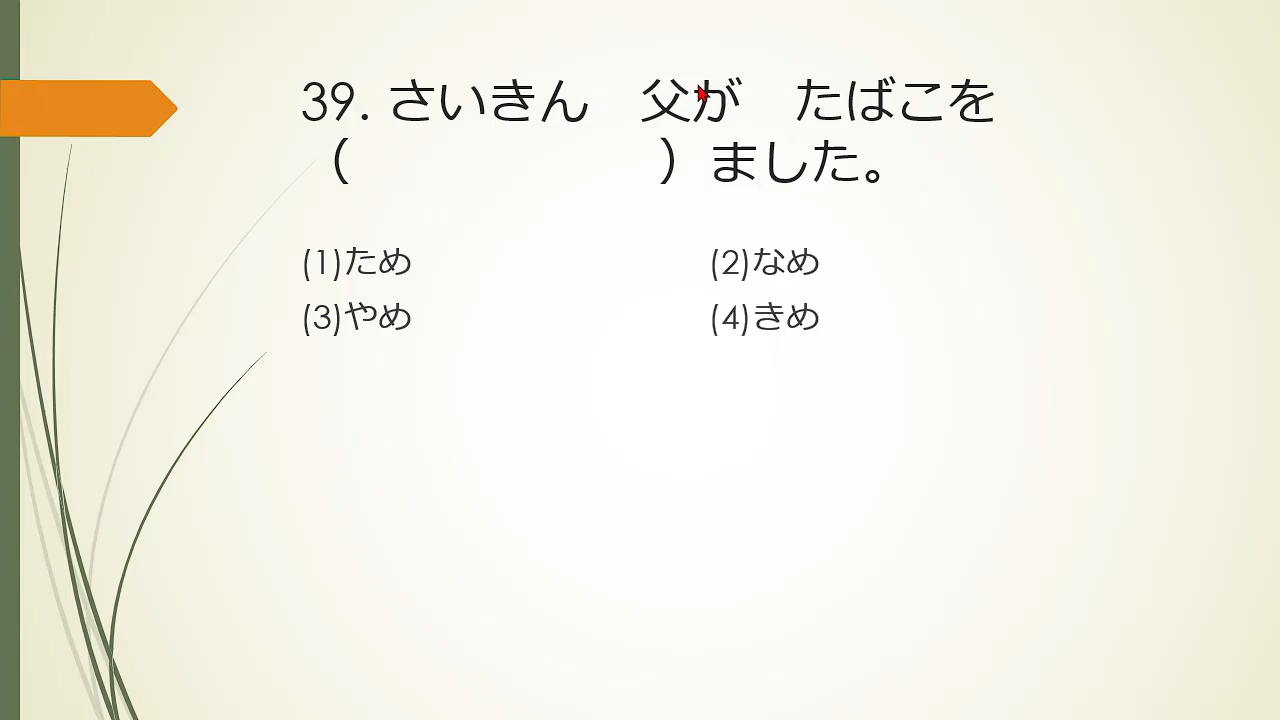 39. さいきん　父が　たばこを
（　　　　　　）ました。
(1)ため　(2)なめ
(3)やめ　(4)きめ